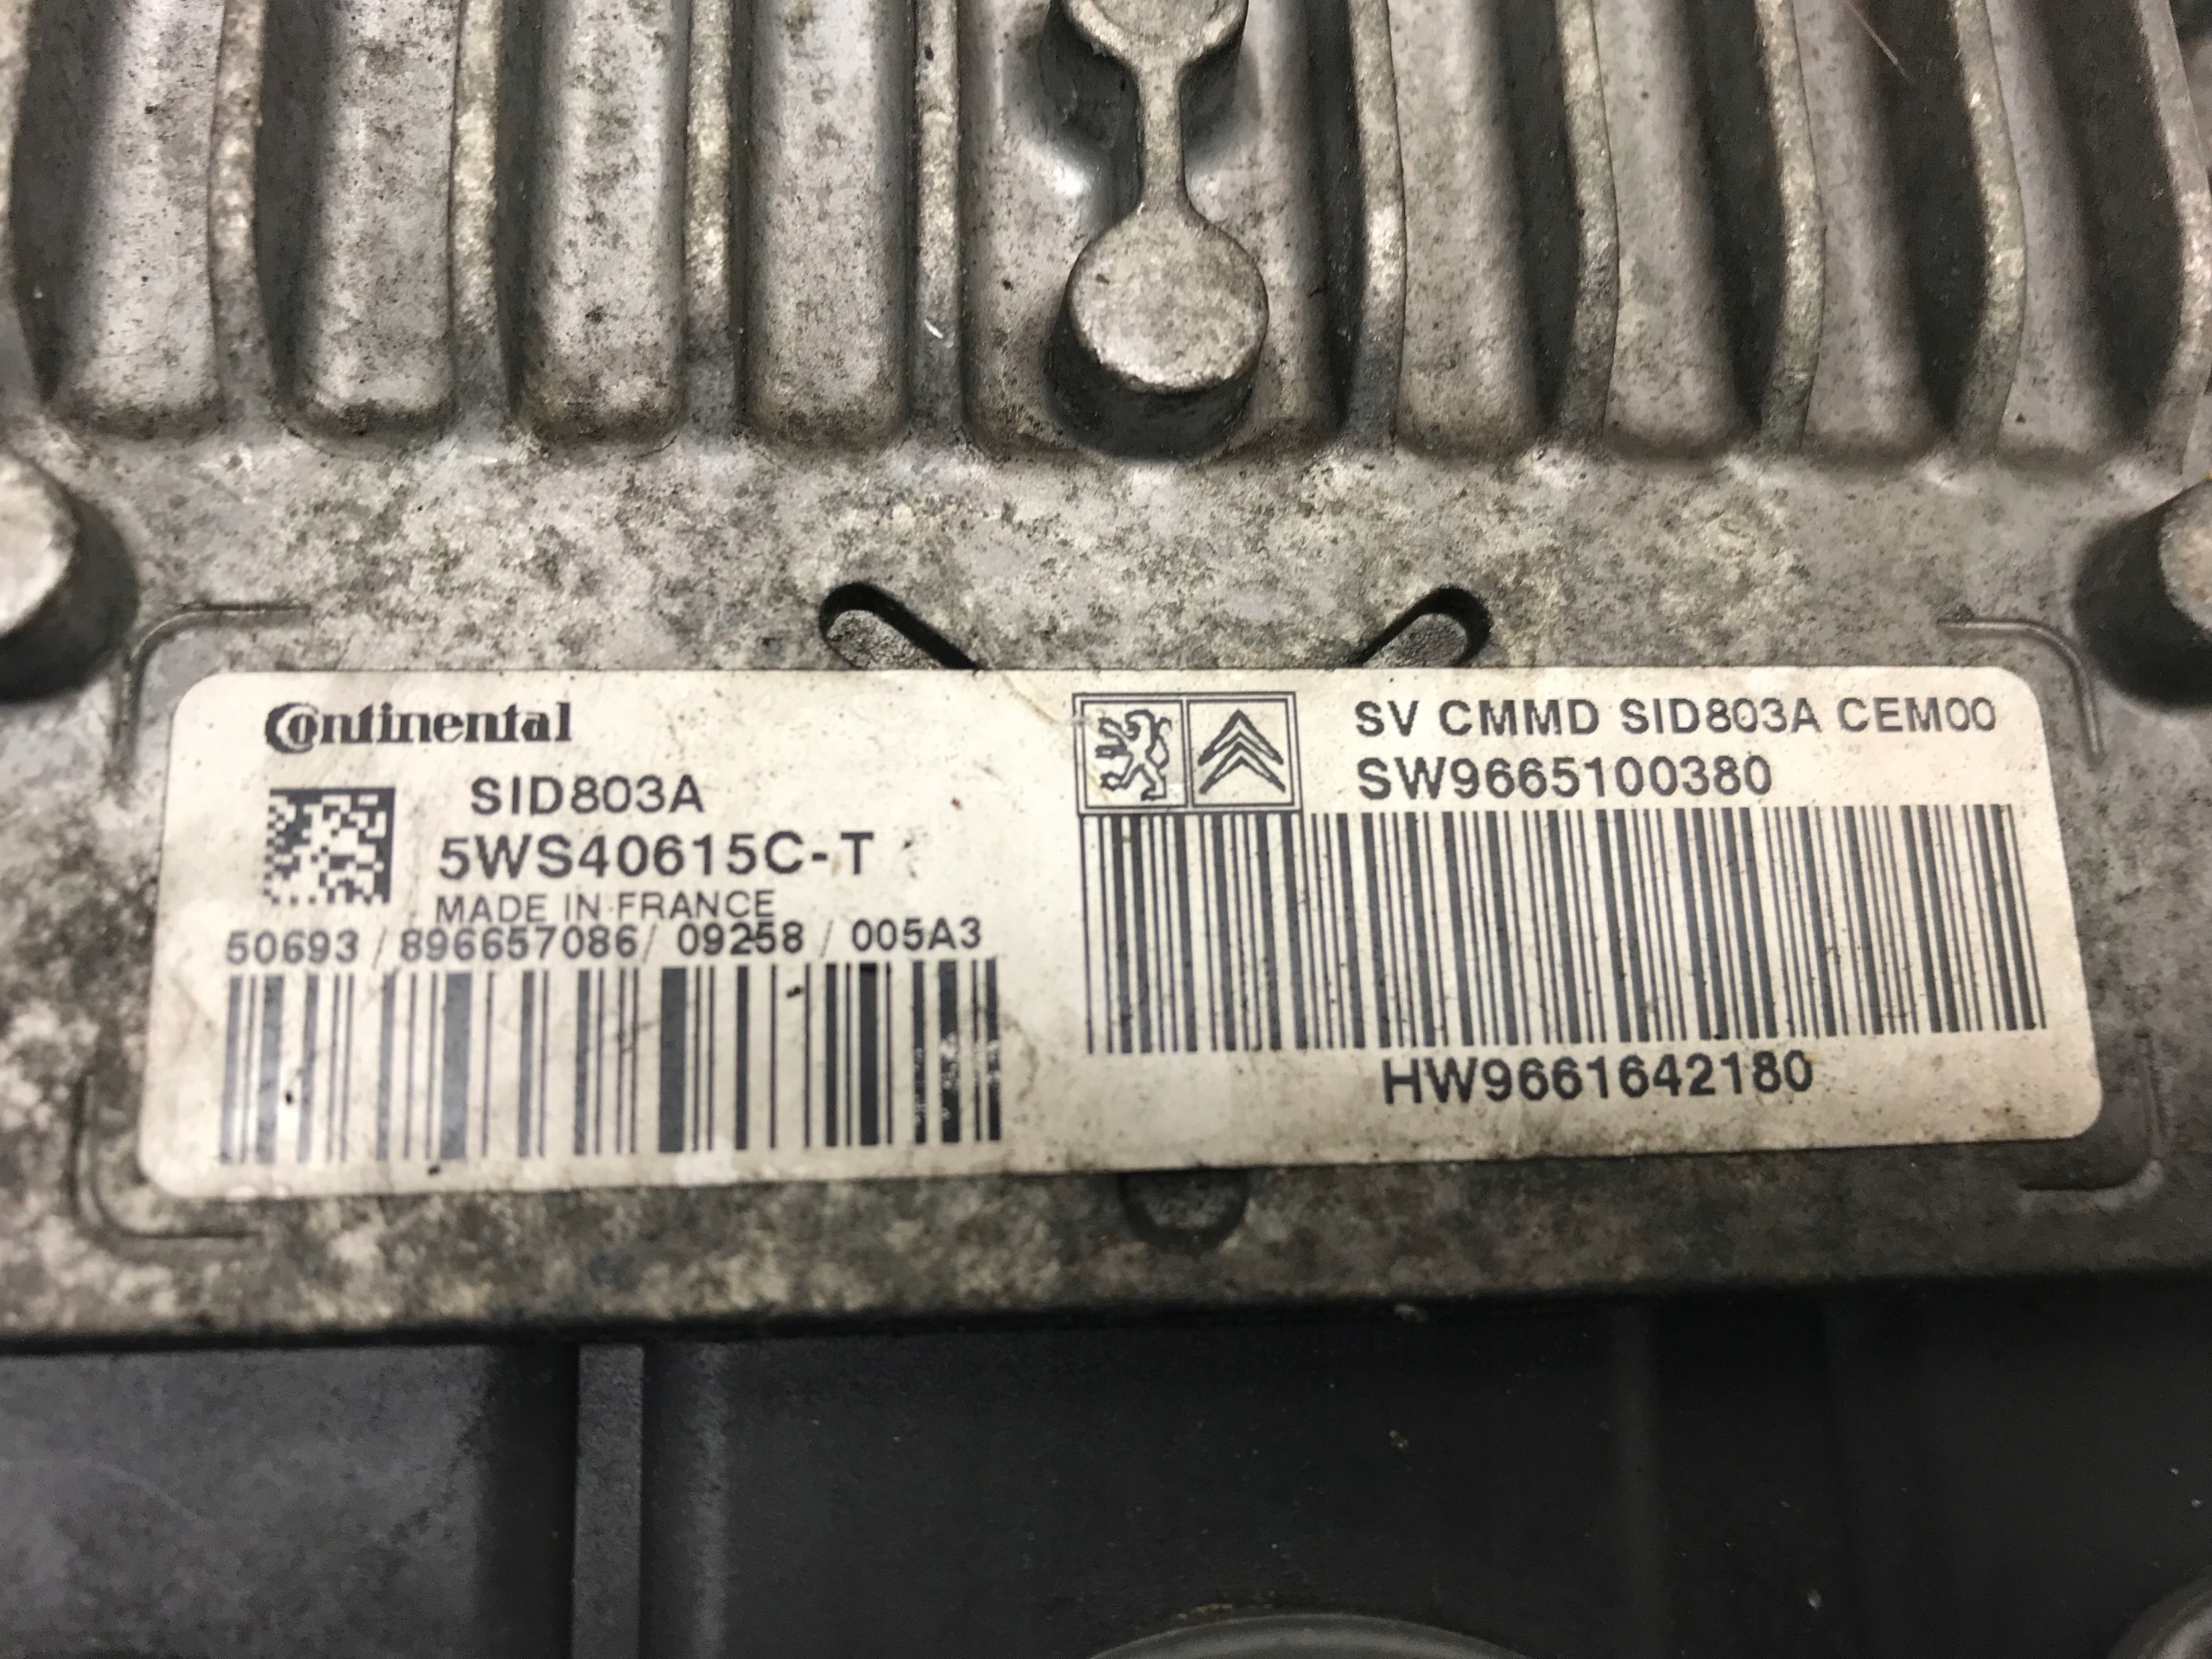 Continental
SID803A
5WS40615C-T
MADE IN FRANCE
50693 / 896657086 / 09258 / 005A3
SV CMMD SID803A CEM00
SW9665100380
HW9661642180